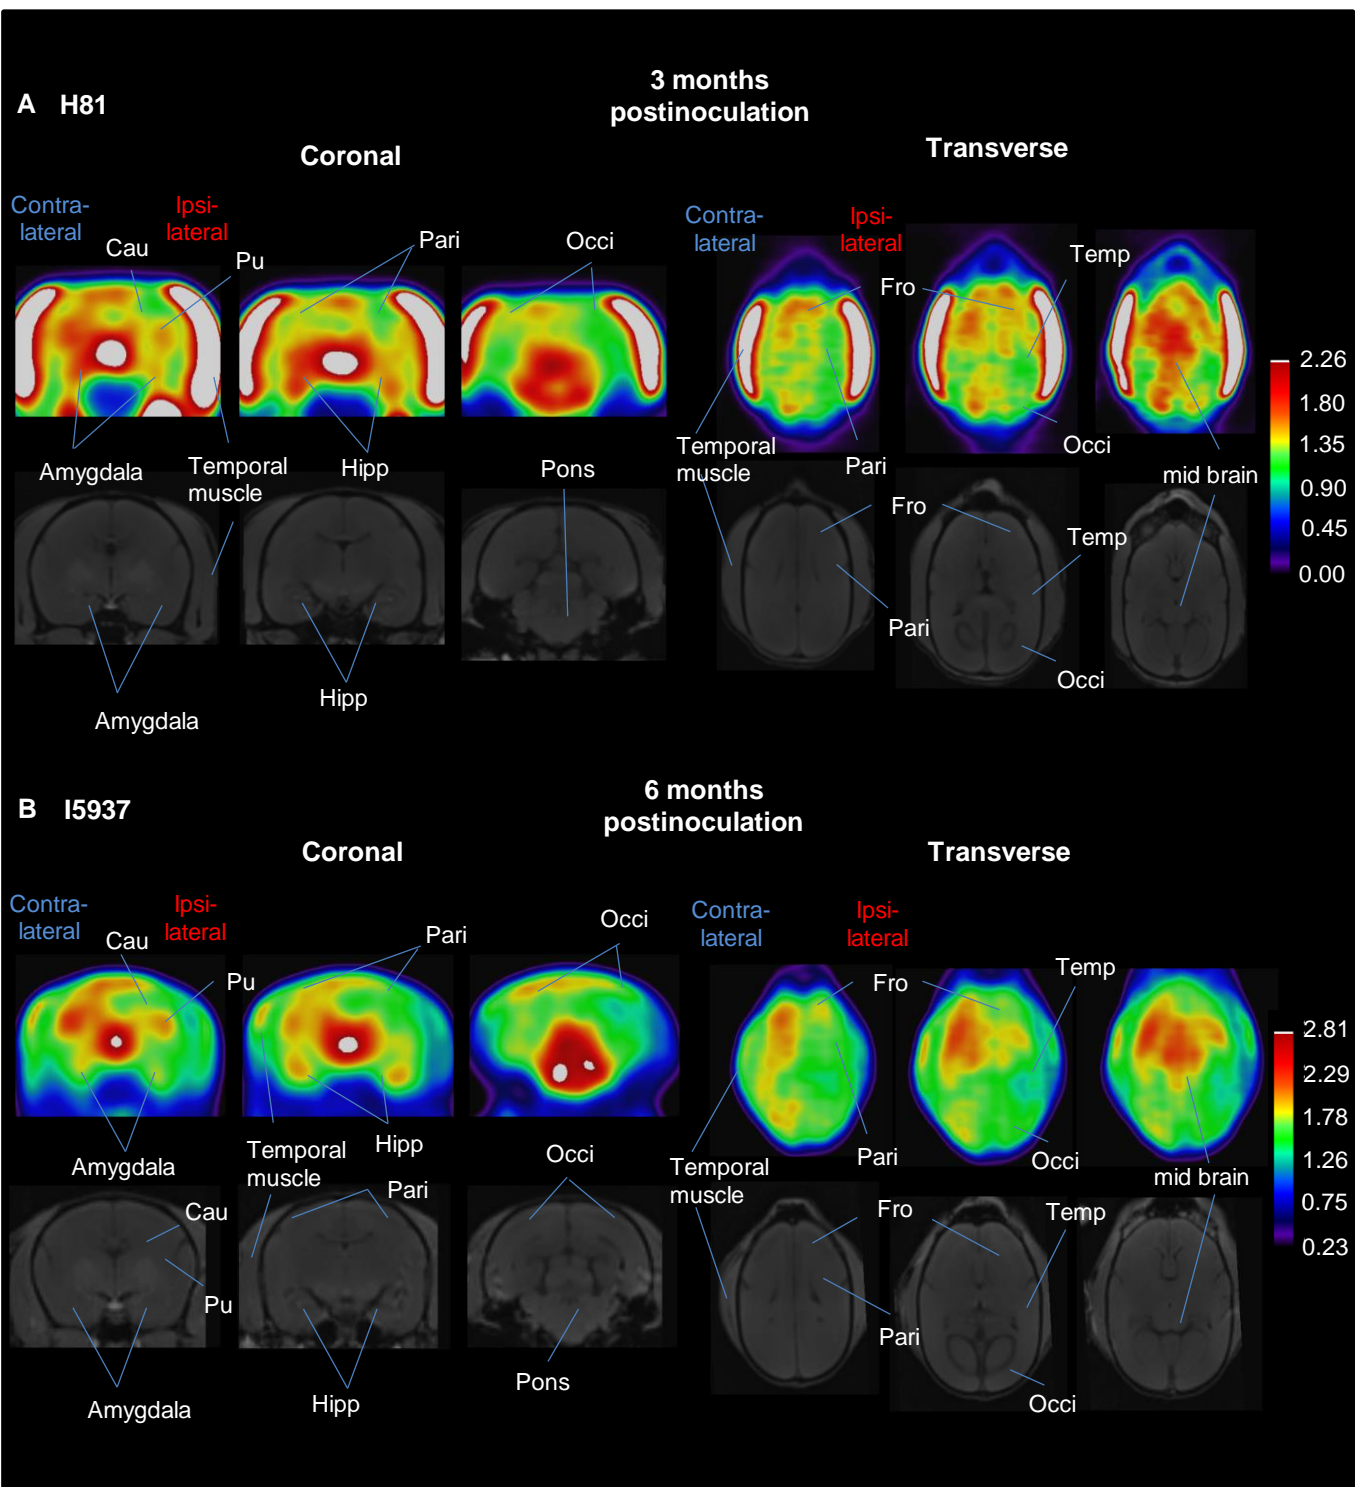 3 months
postinoculation
A H81
Coronal
Transverse
Contra-
lateral
Ipsi-
lateral
Cau
Pu
Pari
Occi
Contra-
lateral
Ipsi-
lateral
Fro
Temp
2.26
1.80
1.35
0.90
0.45
0.00
Amygdala
Temporal
muscle
Hipp
Pons
Temporal
muscle
Pari
Occi
mid brain
Fro
Temp
Pari
Occi
Amygdala
Hipp
6 months
postinoculation
B I5937
Coronal
Transverse
Contra-
lateral
Ipsi-
lateral
Cau
Pu
Pari
Occi
Contra-
lateral
Ipsi-
lateral
Fro
Temp
2.81
2.29
1.78
1.26
0.75
0.23
Amygdala
Temporal
muscle
Hipp
Occi
Temporal
muscle
Pari
Occi
mid brain
Cau
Pu
Pari
Fro
Temp
Pari
Occi
Amygdala
Hipp
Pons